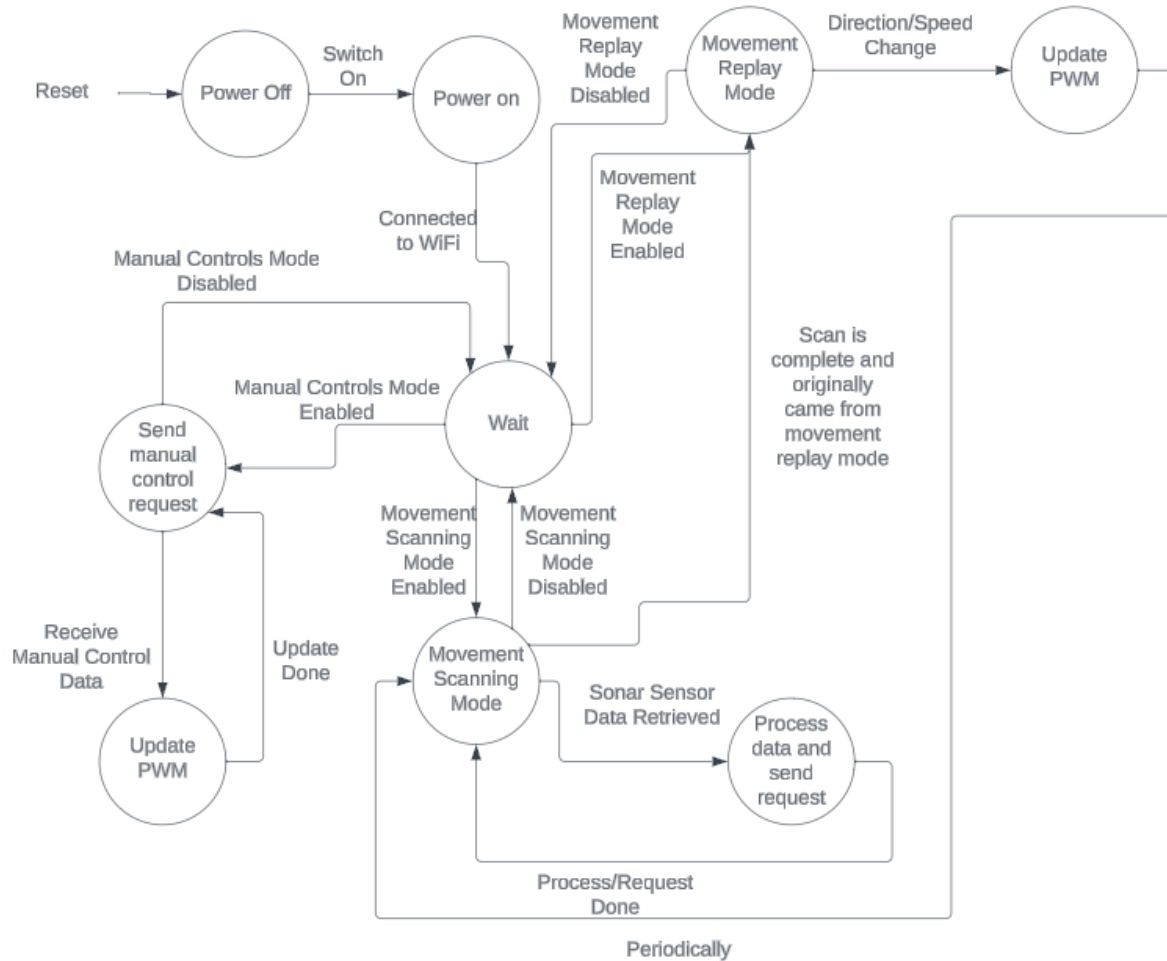 Reset
Power Off
Switch
On
Power on
Movement
Replay
Mode
Disabled
Movement
Replay
Mode
Direction/Speed
Change
Update
PWM
Connected
to WiFi
Movement
Replay
Mode
Enabled
Manual Controls Mode
Disabled
Manual Controls Mode
Enabled
Wait
Scan is
complete and
originally
came from
movement
replay mode
Send
manual
control
request
Movement
Scanning
Mode
Enabled
Movement
Scanning
Mode
Disabled
Receive
Manual Control
Data
Update
Done
Movement
Scanning
Mode
Sonar Sensor
Data Retrieved
Update
PWM
Process
data and
send
request
Process/Request
Done
Periodically